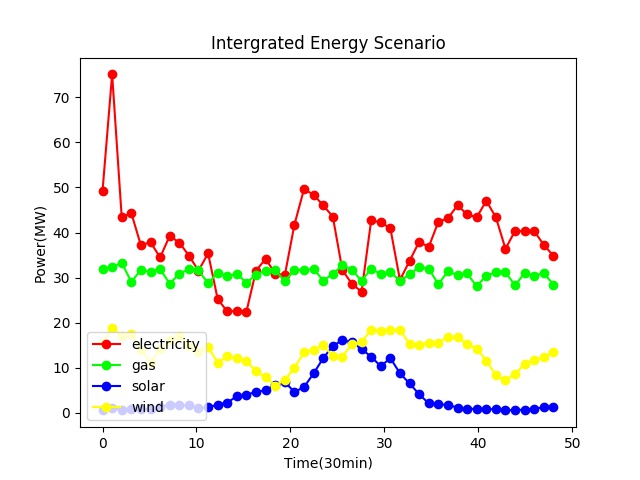 Intergrated Energy Scenario
Power(MW)
70
60
50
40
30
20
10
0
electricity
gas
solar
wind
0 10 20 30 40 50
Time(30min)